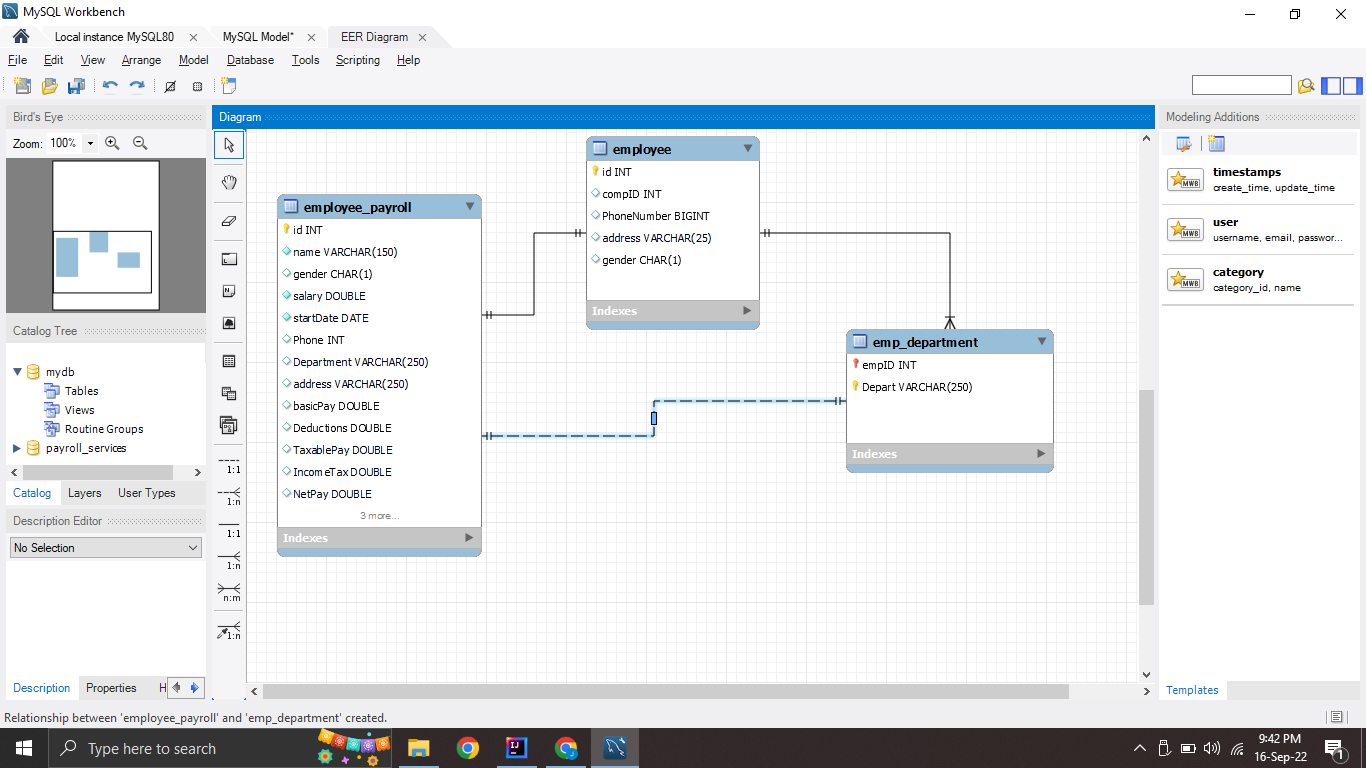 MySQL Workbench
Local instance MySQL80
MySQL Model*
EER Diagram
File Edit View Arrange Model Database Tools Scripting Help
Bird's Eye
Zoom: 100%
Catalog Tree
mydb
Tables
Views
Routine Groups
payroll_services
Catalog Layers User Types
Description Editor
No Selection
Description Properties H
Diagram
1:1
1:n
1:1
1:n
n:m
1:n
employee_payroll
id INT
name VARCHAR(150)
gender CHAR(1)
salary DOUBLE
startDate DATE
Phone INT
Department VARCHAR(250)
address VARCHAR(250)
basicPay DOUBLE
Deductions DOUBLE
TaxablePay DOUBLE
IncomeTax DOUBLE
NetPay DOUBLE
3 more...
Indexes
employee
id INT
compID INT
PhoneNumber BIGINT
address VARCHAR(25)
gender CHAR(1)
Indexes
emp_department
empID INT
Depart VARCHAR(250)
Indexes
Modeling Additions
MWB
timestamps
create_time, update_time
MWB
user
username, email, passwor...
MWB
category
category_id, name
Templates
Relationship between 'employee_payroll' and 'emp_department' created.
Type here to search
IJ
9:42 PM
16-Sep-22
1